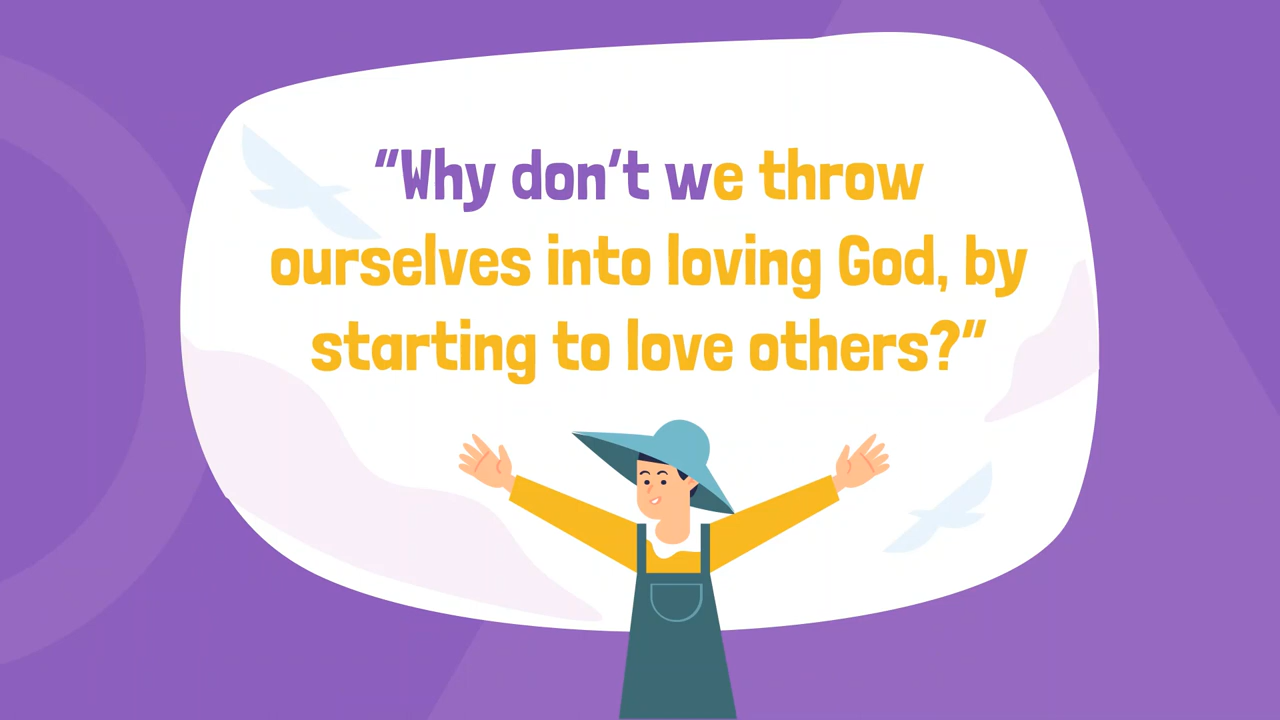 “Why don’t we throw
ourselves into loving God, by
starting to love others?”